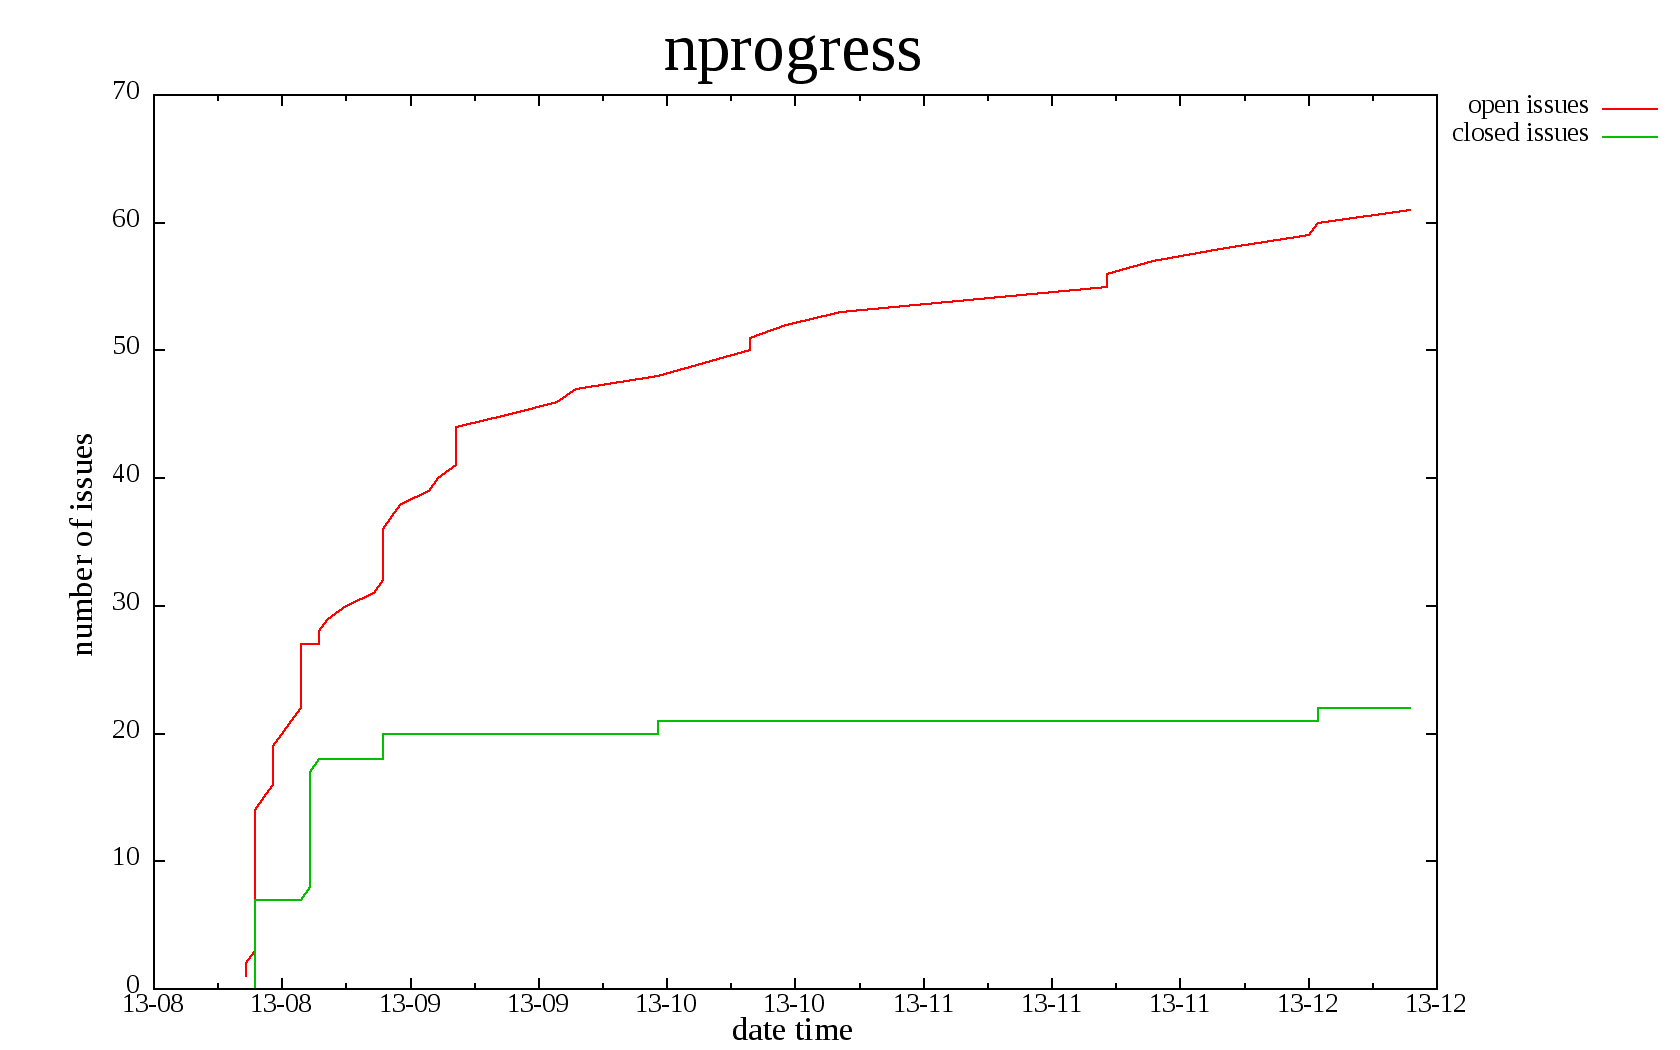 nprogress
open issues
closed issues
70
60
50
40
30
20
10
0
number of issues
13-08 13-08 13-09 13-09 13-10 13-10 13-11 13-11 13-11 13-12 13-12
date time